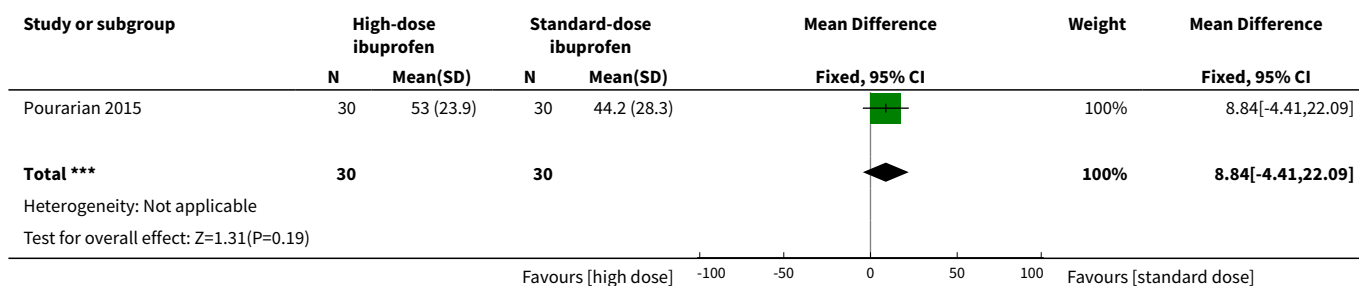 Study or subgroup High-dose ibuprofen Standard-dose ibuprofen Mean Difference Weight Mean Difference
N Mean(SD) N Mean(SD) Fixed, 95% CI Fixed, 95% CI
Pourarian 2015 30 53 (23.9) 30 44.2 (28.3) 100% 8.84[-4.41,22.09]
Total *** 30 30 100% 8.84[-4.41,22.09]
Heterogeneity: Not applicable
Test for overall effect: Z=1.31(P=0.19)
Favours [high dose] -100 -50 0 50 100 Favours [standard dose]